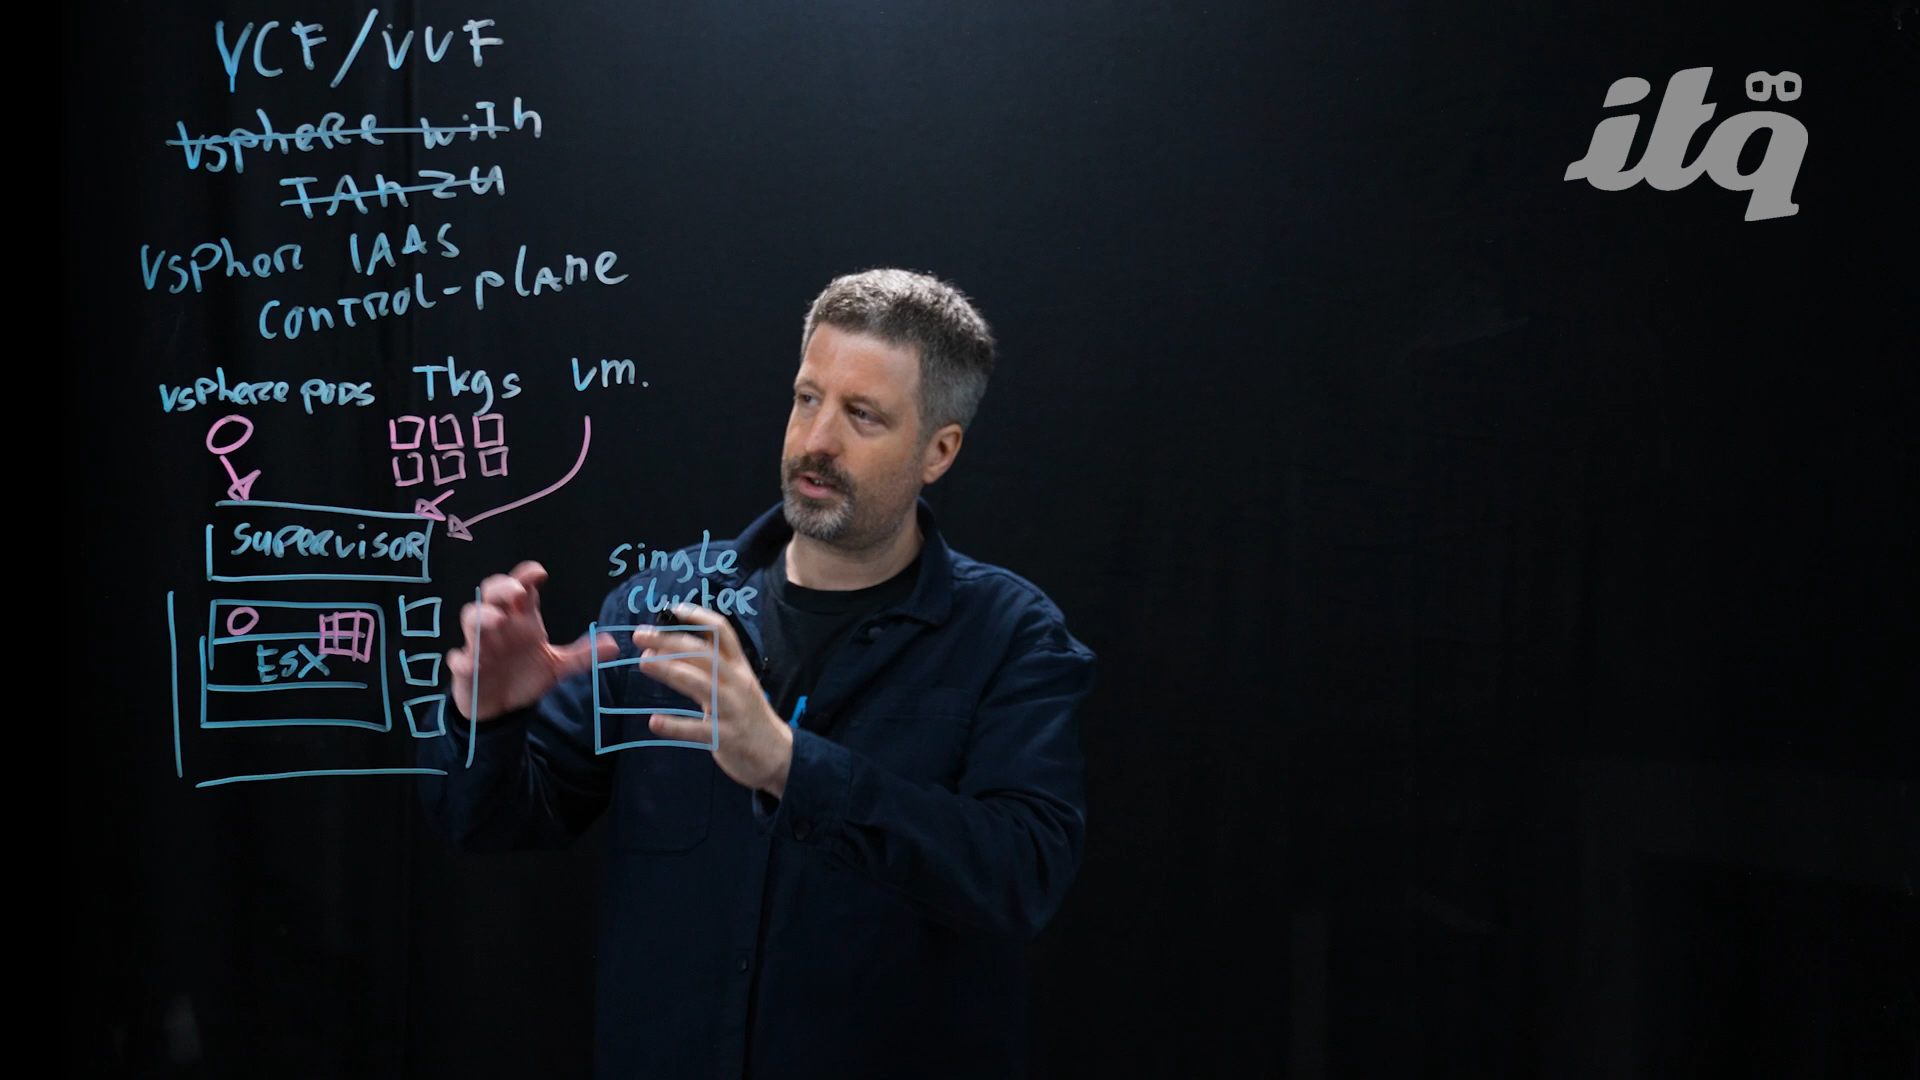 VCF/VVF
vsphere with
TAnzu
vsphere IAAS
control-plane
vsphere pods Tkgs vm.
supervisor
ESX
single
cluster
itq